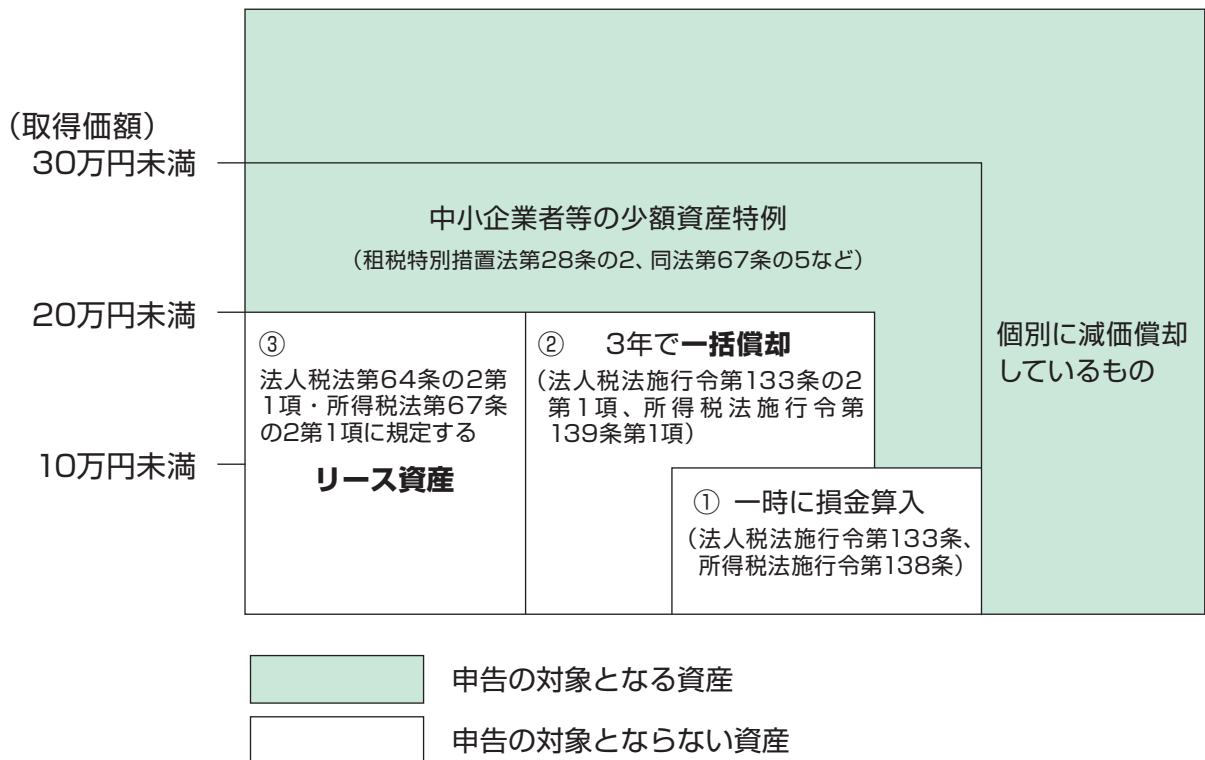 （取得価額）
30万円未満
中小企業者等の少額資産特例
（租税特別措置法第28条の2、同法第67条の5など）
20万円未満
③
法人税法第64条の2第
1項・所得税法第67条
の2第1項に規定する
リース資産
② 3年で一括償却
（法人税法施行令第133条の2
第1項、所得税法施行令第
139条第1項）
個別に減価償却
しているもの
10万円未満
① 一時に損金算入
（法人税法施行令第133条、
所得税法施行令第138条）
申告の対象となる資産
申告の対象とならない資産